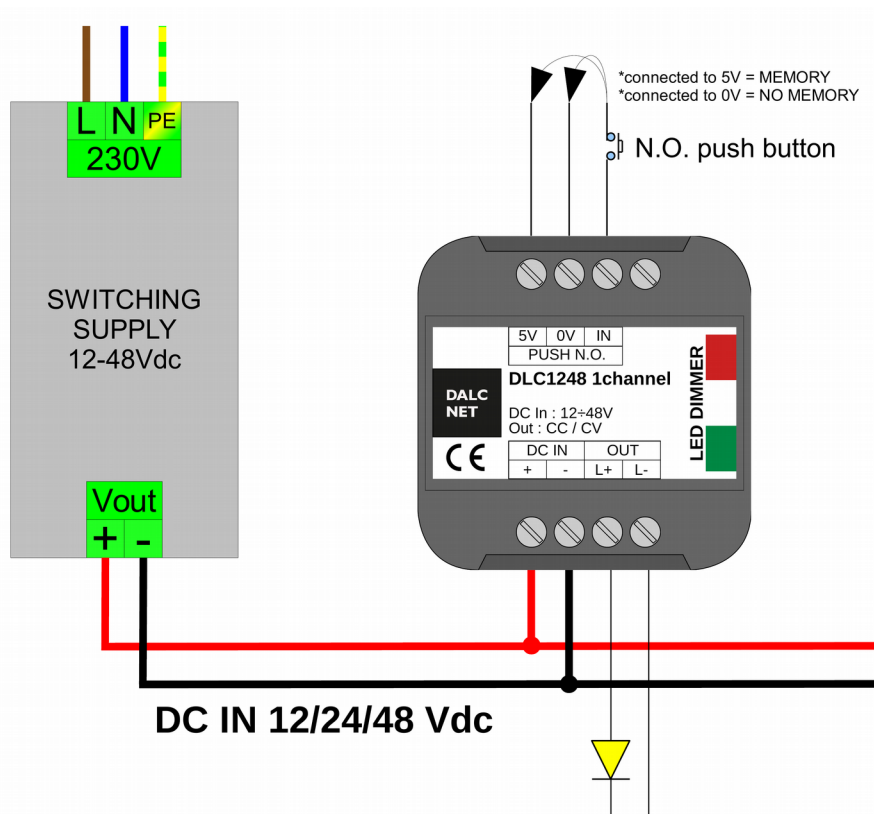 L N PE
230V
SWITCHING
SUPPLY
12-48Vdc
Vout
+ -
*connected to 5V = MEMORY
*connected to 0V = NO MEMORY
N.O. push button
5V 0V IN
PUSH N.O.
DLC1248 1channel
DALC
NET
DC In : 12÷48V
Out : CC / CV
CE
DC IN OUT
+ - L+ L-
LED DIMMER
DC IN 12/24/48 Vdc